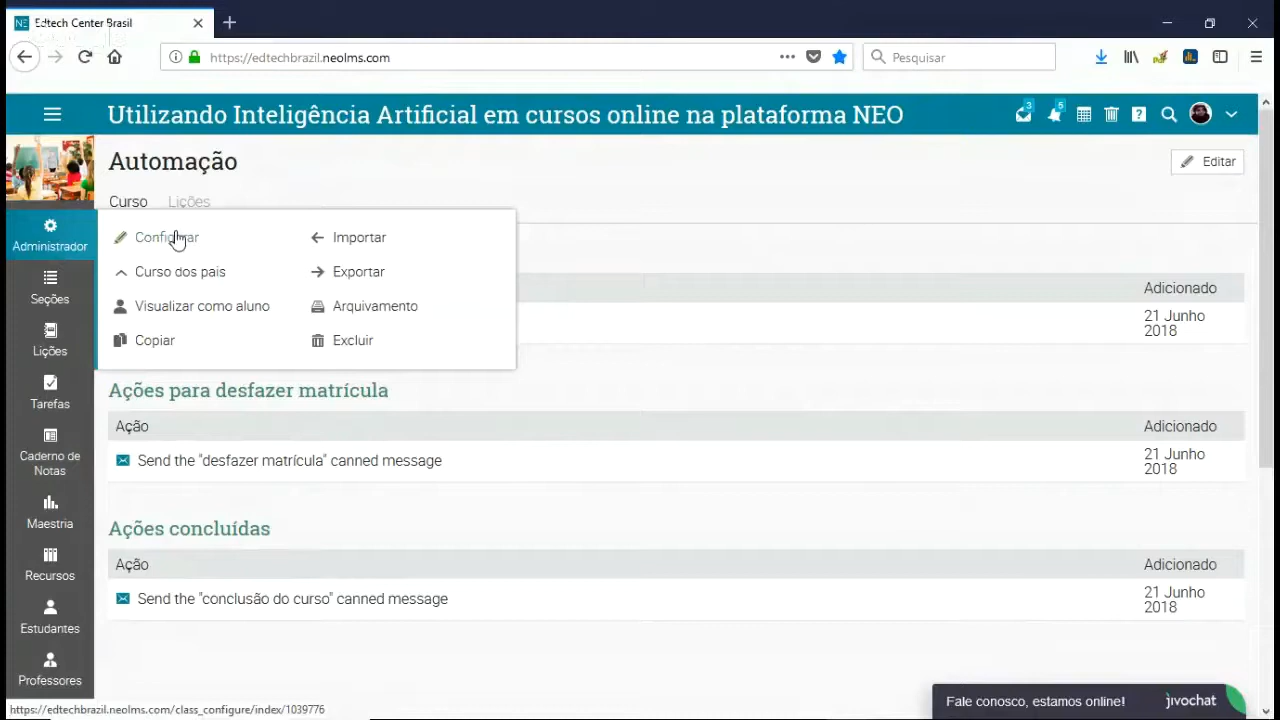 Edtech Center Brasil
https://edtechbrazil.neolms.com
Pesquisar
Utilizando Inteligência Artificial em cursos online na plataforma NEO
3
5
Automação
Editar
Curso Lições
Administrador
Configurar
Importar
Curso dos pais
Exportar
Visualizar como aluno
Arquivamento
Copiar
Excluir
Adicionado
21 Junho
2018
Seções
Lições
Tarefas
Caderno de
Notas
Maestria
Recursos
Estudantes
Professores
Ações para desfazer matrícula
Ação Adicionado
Send the "desfazer matrícula" canned message
21 Junho
2018
Ações concluídas
Ação Adicionado
Send the "conclusão do curso" canned message
21 Junho
2018
Fale conosco, estamos online! jivochat
https://edtechbrazil.neolms.com/class_configure/index/1039776